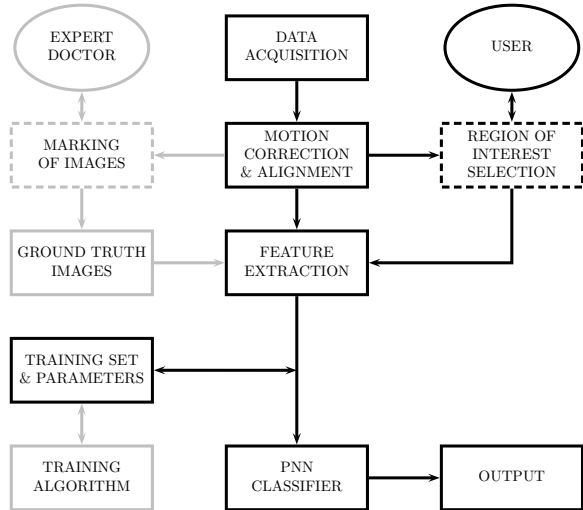 EXPERT
DOCTOR
DATA
ACQUISITION
USER
MARKING
OF IMAGES
MOTION
CORRECTION
& ALIGNMENT
REGION OF
INTEREST
SELECTION
GROUND TRUTH
IMAGES
FEATURE
EXTRACTION
TRAINING SET
& PARAMETERS
TRAINING
ALGORITHM
PNN
CLASSIFIER
OUTPUT